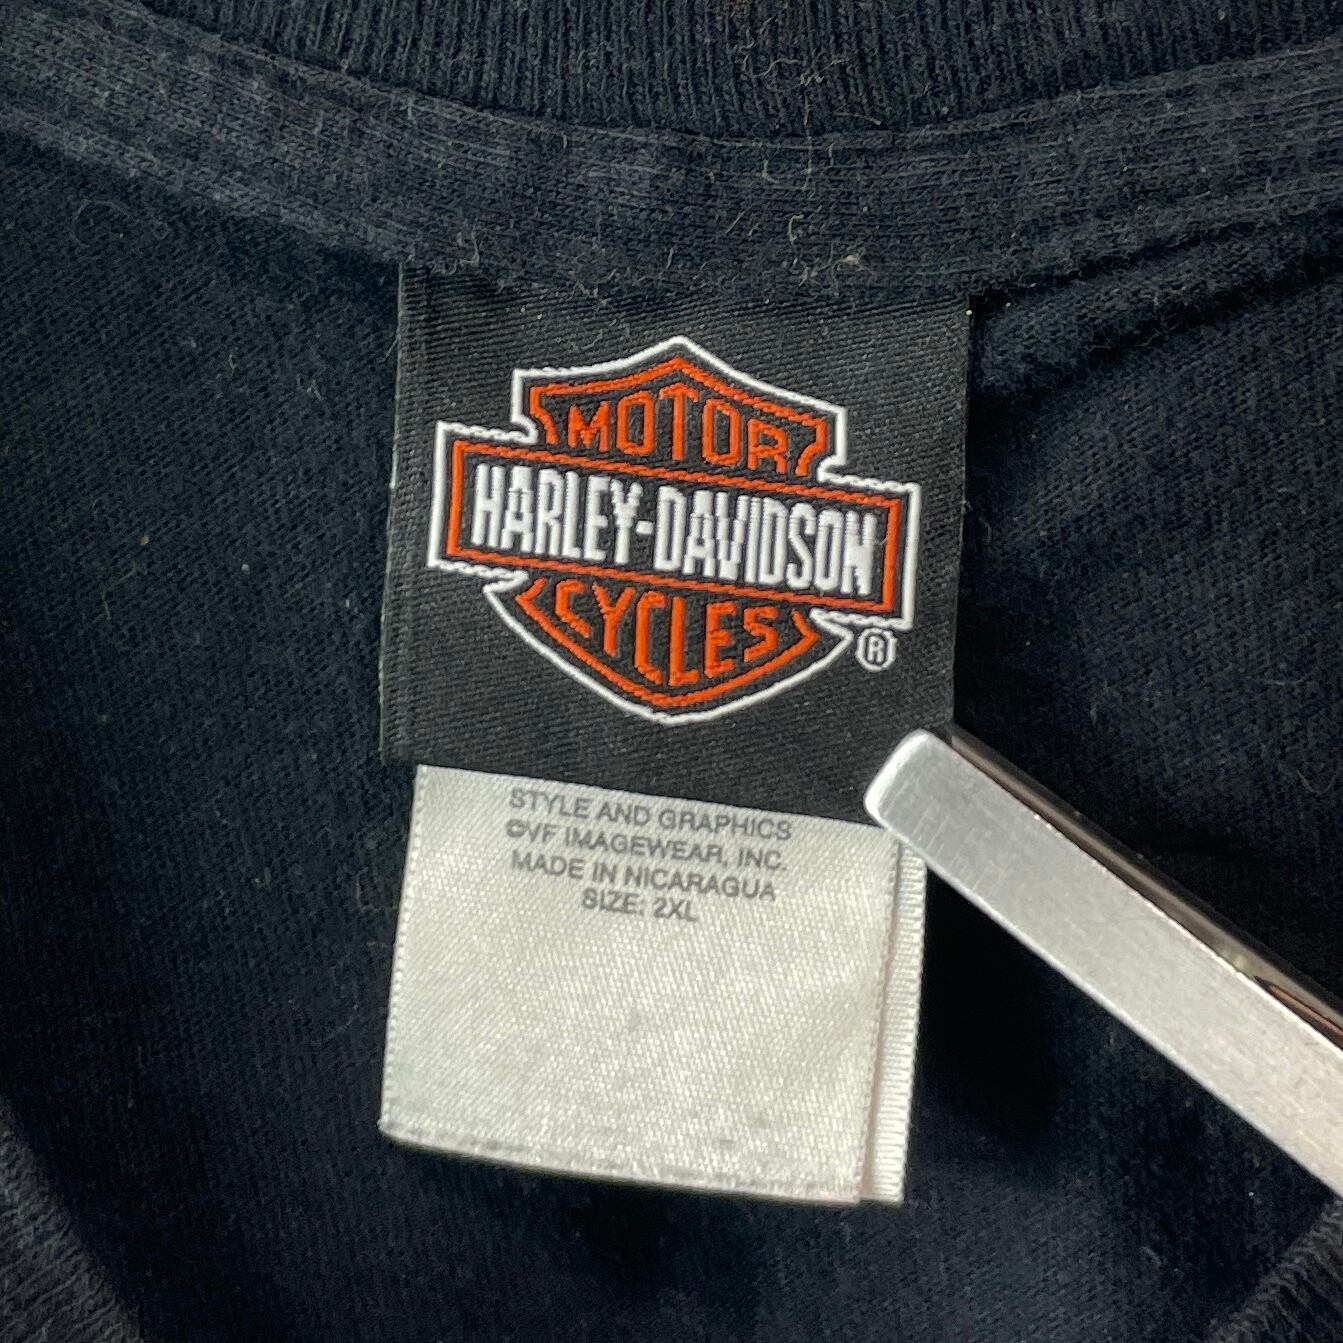 MOTOR
HARLEY-DAVIDSON
CYCLES
®
STYLE AND GRAPHICS
©VF IMAGEWEAR, INC.
MADE IN NICARAGUA
SIZE: 2XL